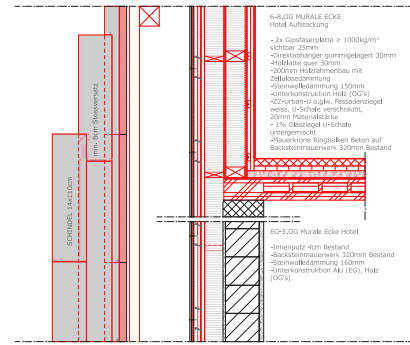 6-8.OG MURALE ECKE
Hotel Aufstockung
- 2x Gipsfaserplatte ≥ 1000kg/m³
sichtbar 25mm
-Direktabhänger gummigelagert 30mm
-Holzlatte quer 30mm
-200mm Holzrahmenbau mit
Zellulosedämmung
-Steinwolledämmung 150mm
-Unterkonstruktion Holz (OG's)
-ZZ-Urban-U o.glw. Fassadenziegel
weiss, U-Schale verschraubt,
20mm Materialstärke
- 1% Glasziegel U-Schale
untergemischt
-Mauerkrone Ringbalken Beton auf
Backsteinmauerwerk 320mm Bestand
min. 8cm Stossversatz
SCHINDEL 14x110cm
EG-5.OG Murale Ecke Hotel
-Innenputz 4cm Bestand
-Backsteinmauerwerk 320mm Bestand
-Steinwolledämmung 160mm
-Unterkonstruktion Alu (EG), Holz
(OG's)